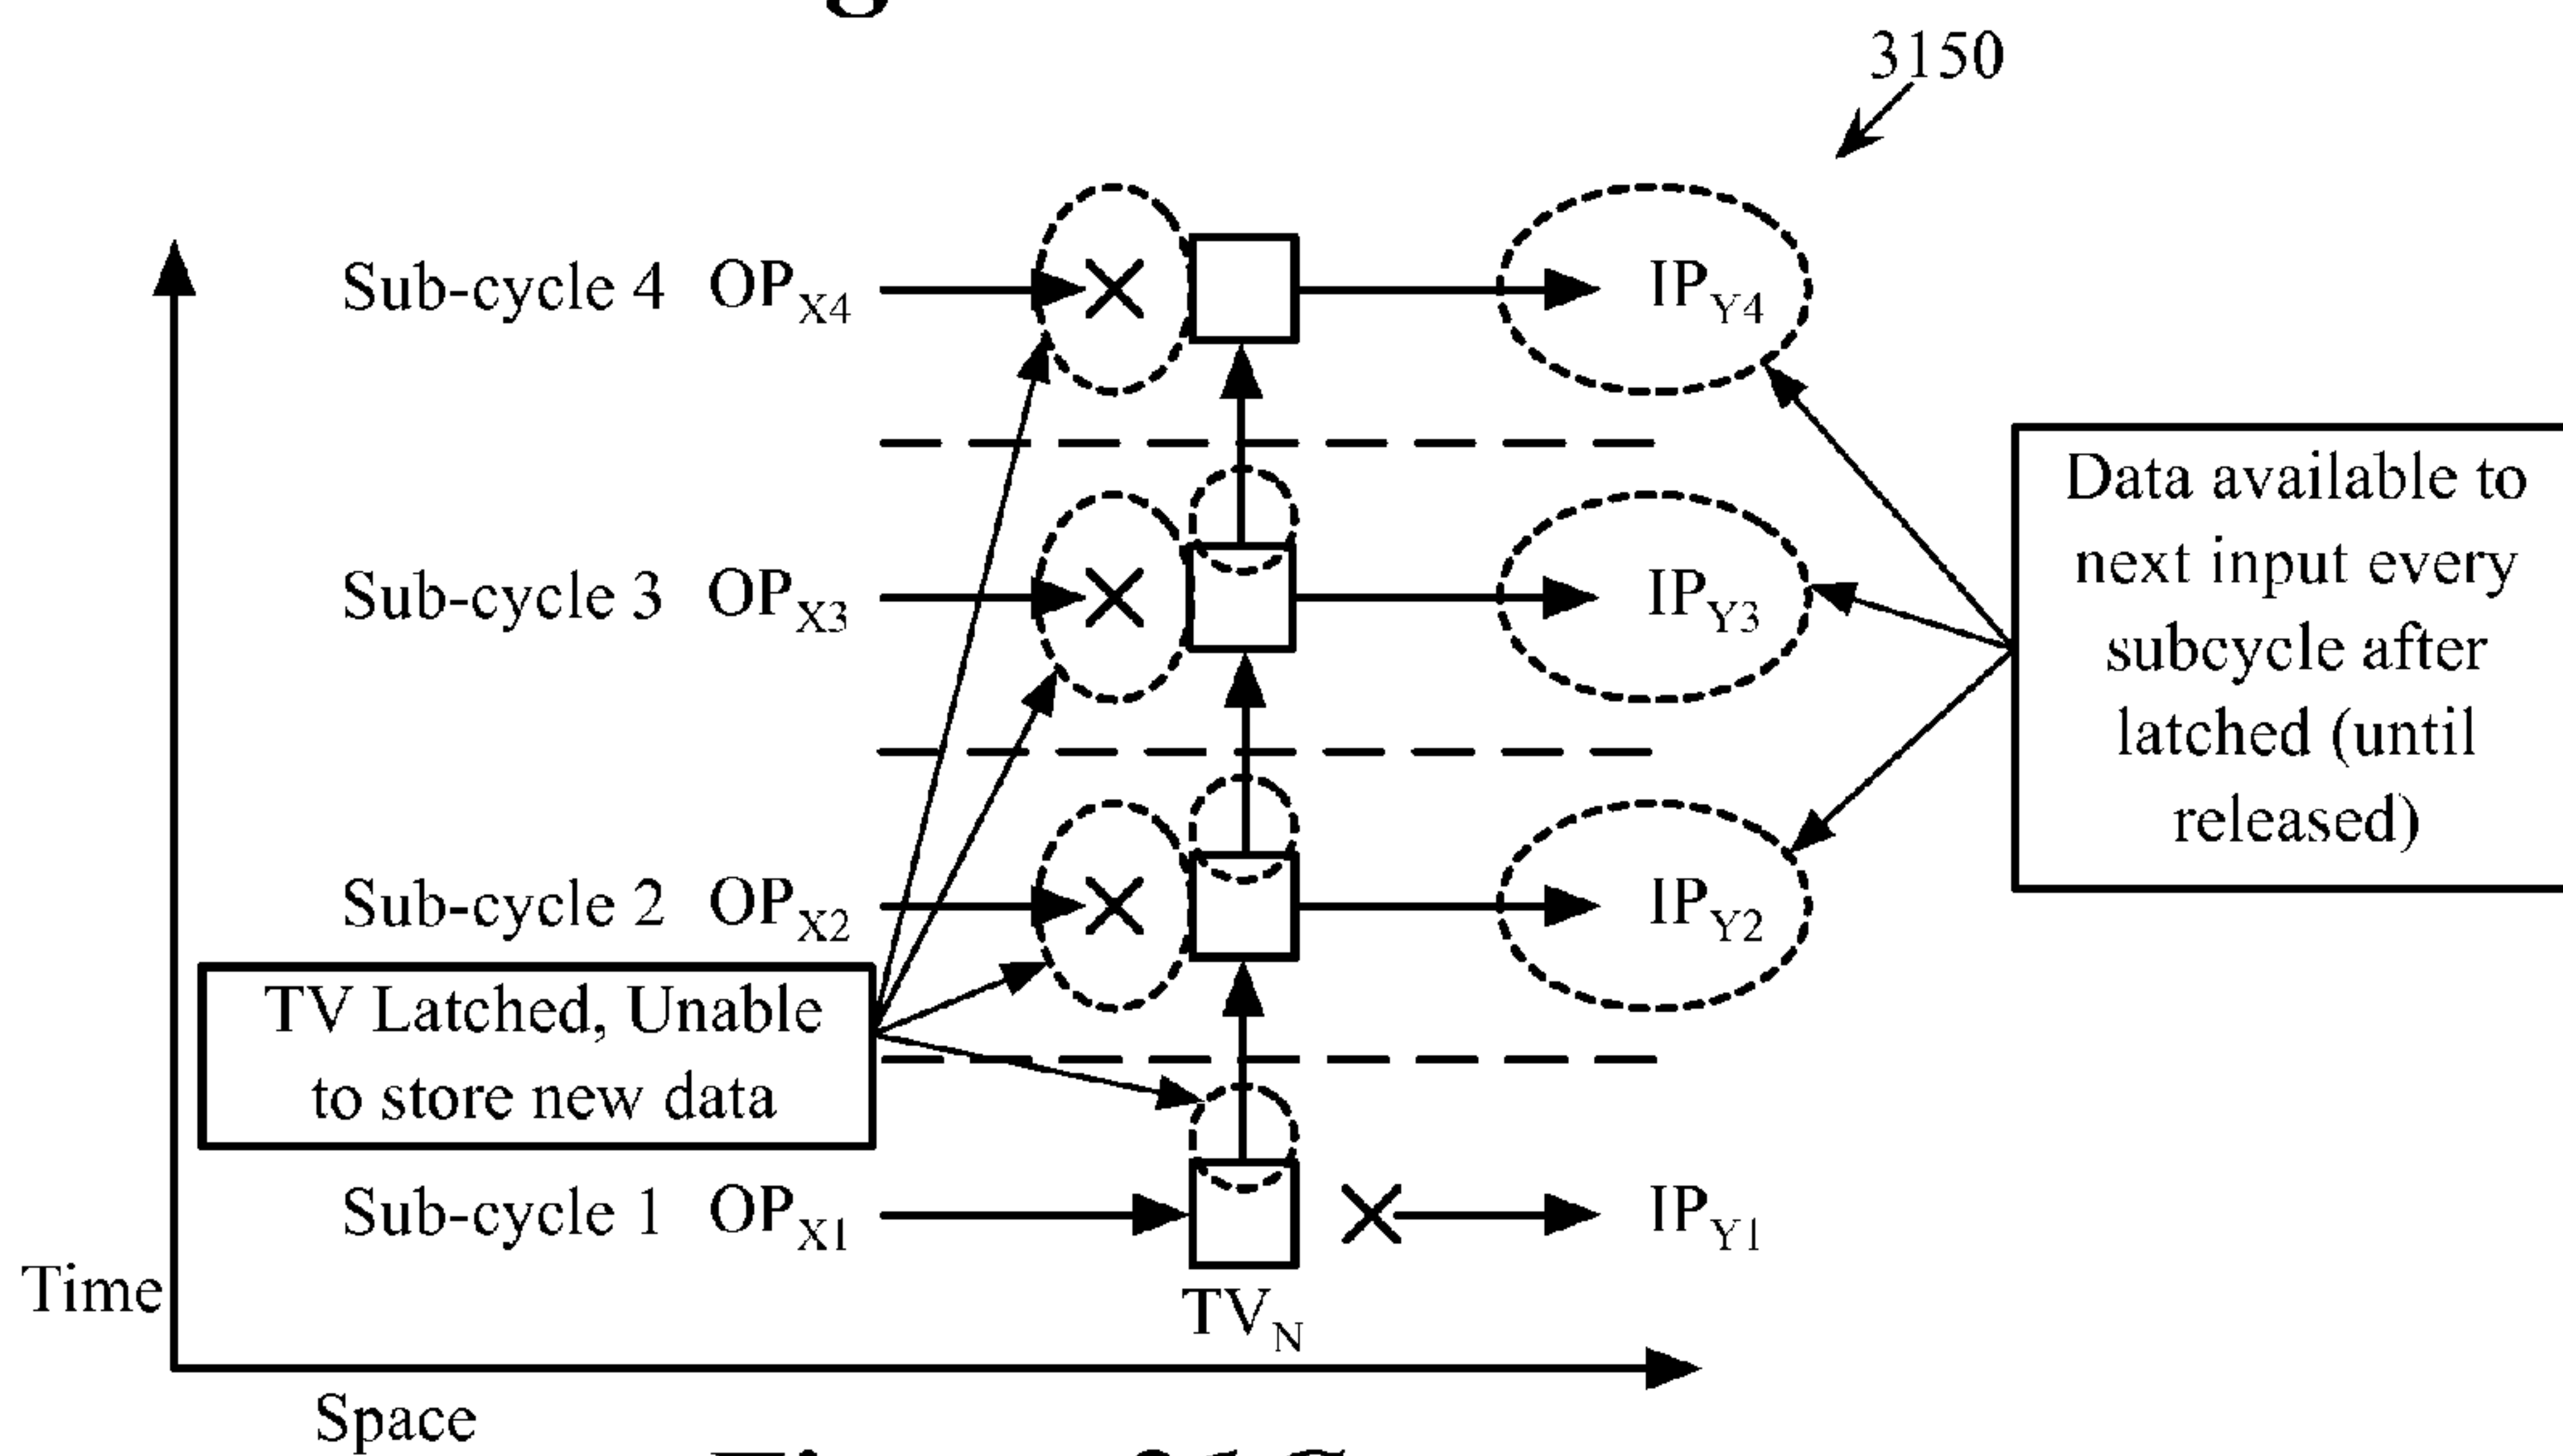 3150
Sub-cycle 4 OPX4 IPY4
Sub-cycle 3 OPX3 IPY3
Sub-cycle 2 OPX2 IPY2
Data available to
next input every
subcycle after
latched (until
released)
TV Latched, Unable
to store new data
Sub-cycle 1 OPX1 IPY1
TVN
Time
Space